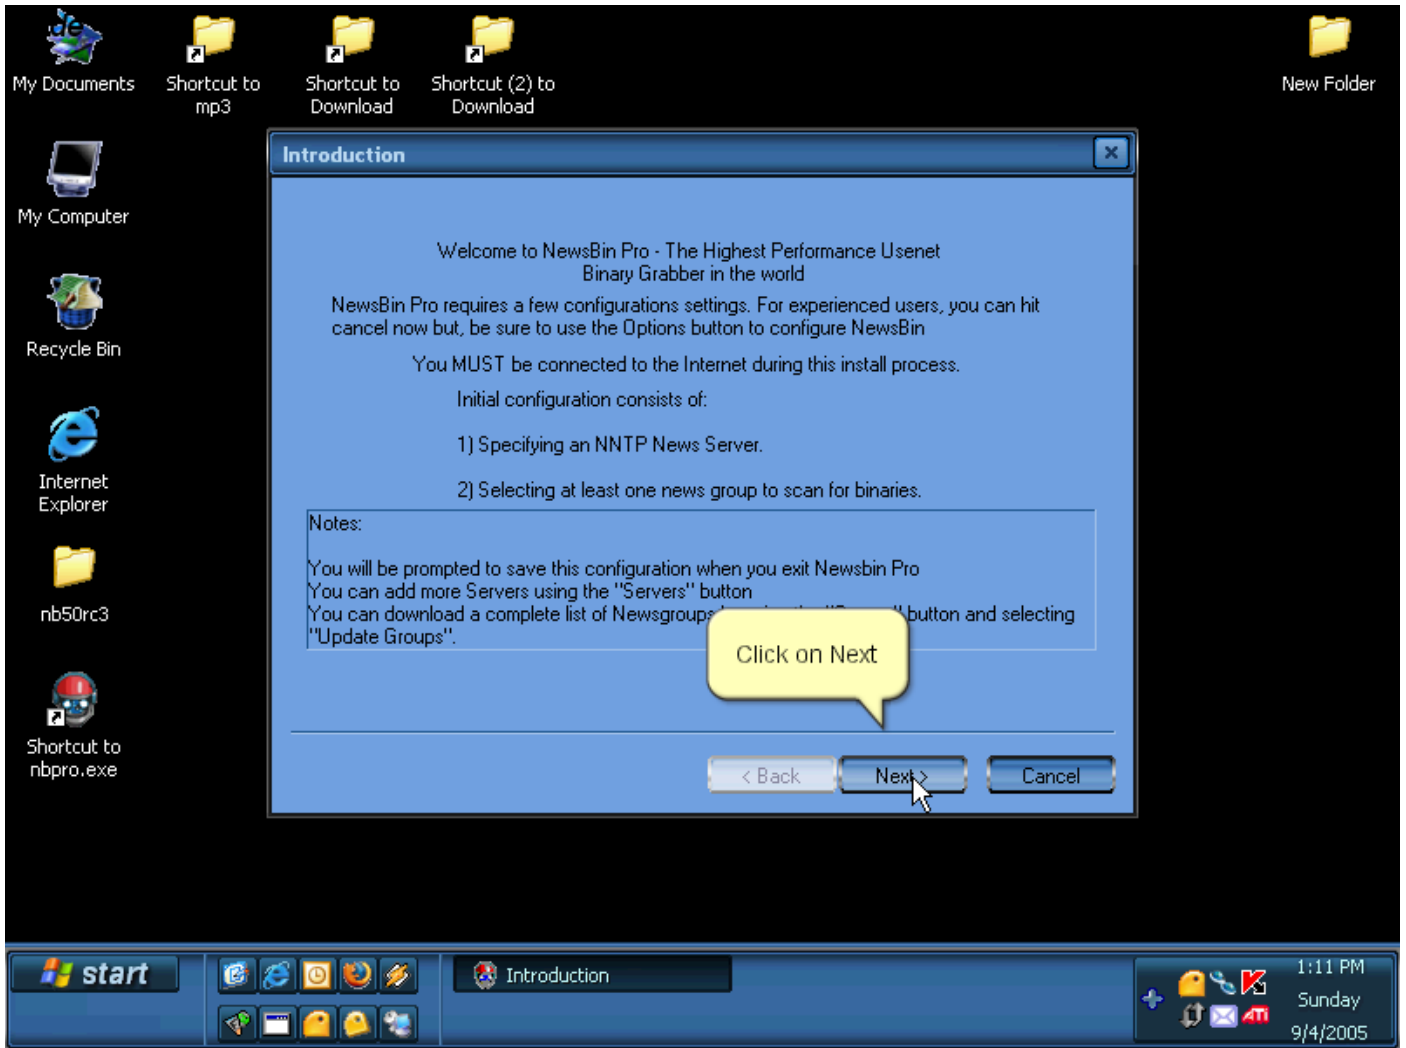 My Documents
Shortcut to
mp3
Shortcut to
Download
Shortcut (2) to
Download
New Folder
My Computer
Recycle Bin
Internet
Explorer
nb50rc3
Shortcut to
nbpro.exe
Introduction
Welcome to NewsBin Pro - The Highest Performance Usenet
Binary Grabber in the world
NewsBin Pro requires a few configurations settings. For experienced users, you can hit
cancel now but, be sure to use the Options button to configure NewsBin
You MUST be connected to the Internet during this install process.
Initial configuration consists of:
1) Specifying an NNTP News Server.
2) Selecting at least one news group to scan for binaries.
Notes:
You will be prompted to save this configuration when you exit Newsbin Pro
You can add more Servers using the "Servers" button
You can download a complete list of Newsgroups button and selecting
"Update Groups".
Click on Next
< Back
Next >
Cancel
start
Introduction
1:11 PM
Sunday
9/4/2005
ATI